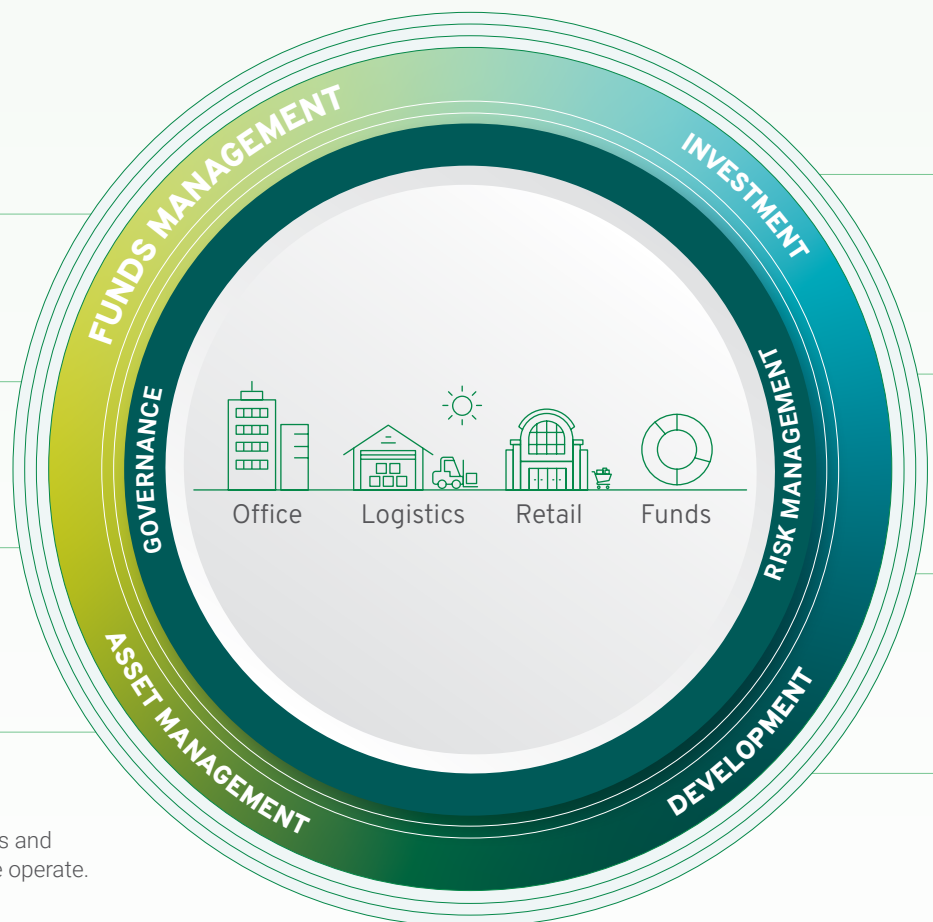 FUNDS MANAGEMENT
INVESTMENT
GOVERNANCE
RISK MANAGEMENT
Office
Logistics
Retail
Funds
ASSET MANAGEMENT
DEVELOPMENT
s and
operate.